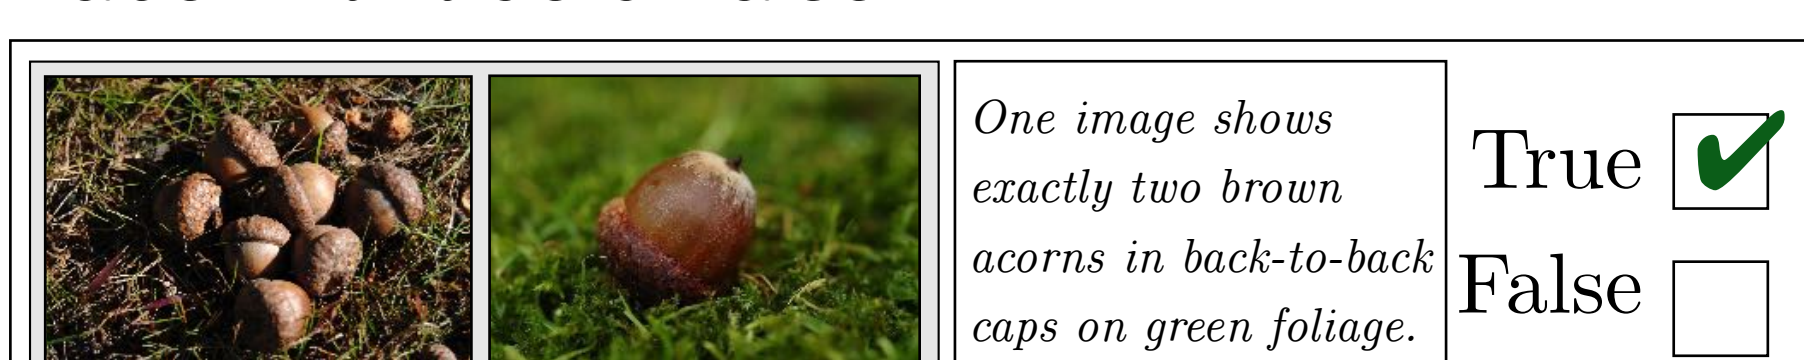 One image shows
exactly two brown
acorns in back-to-back
caps on green foliage.
True
False